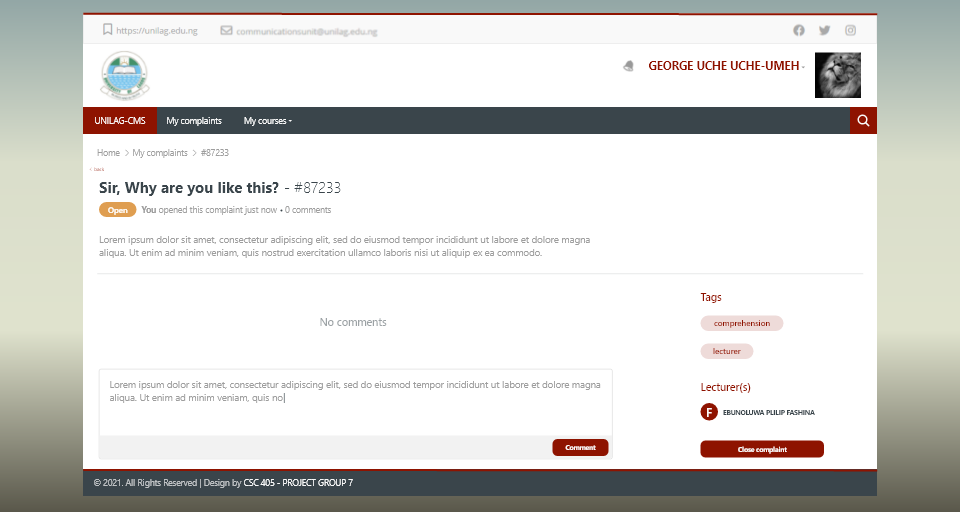 https://unilag.edu.ng
communicationsunit@unilag.edu.ng
GEORGE UCHE UCHE-UMEH
UNILAG-CMS
My complaints
My courses
Home > My complaints > #87233
< back
Sir, Why are you like this? - #87233
Open
You opened this complaint just now • 0 comments
Lorem ipsum dolor sit amet, consectetur adipiscing elit, sed do eiusmod tempor incididunt ut labore et dolore magna
aliqua. Ut enim ad minim veniam, quis nostrud exercitation ullamco laboris nisi ut aliquip ex ea commodo.
No comments
Lorem ipsum dolor sit amet, consectetur adipiscing elit, sed do eiusmod tempor incididunt ut labore et dolore magna
aliqua. Ut enim ad minim veniam, quis no
Comment
Tags
comprehension
lecturer
Lecturer(s)
F
EBUNOLUWA PLILIP FASHINA
Close complaint
© 2021. All Rights Reserved | Design by CSC 405 - PROJECT GROUP 7